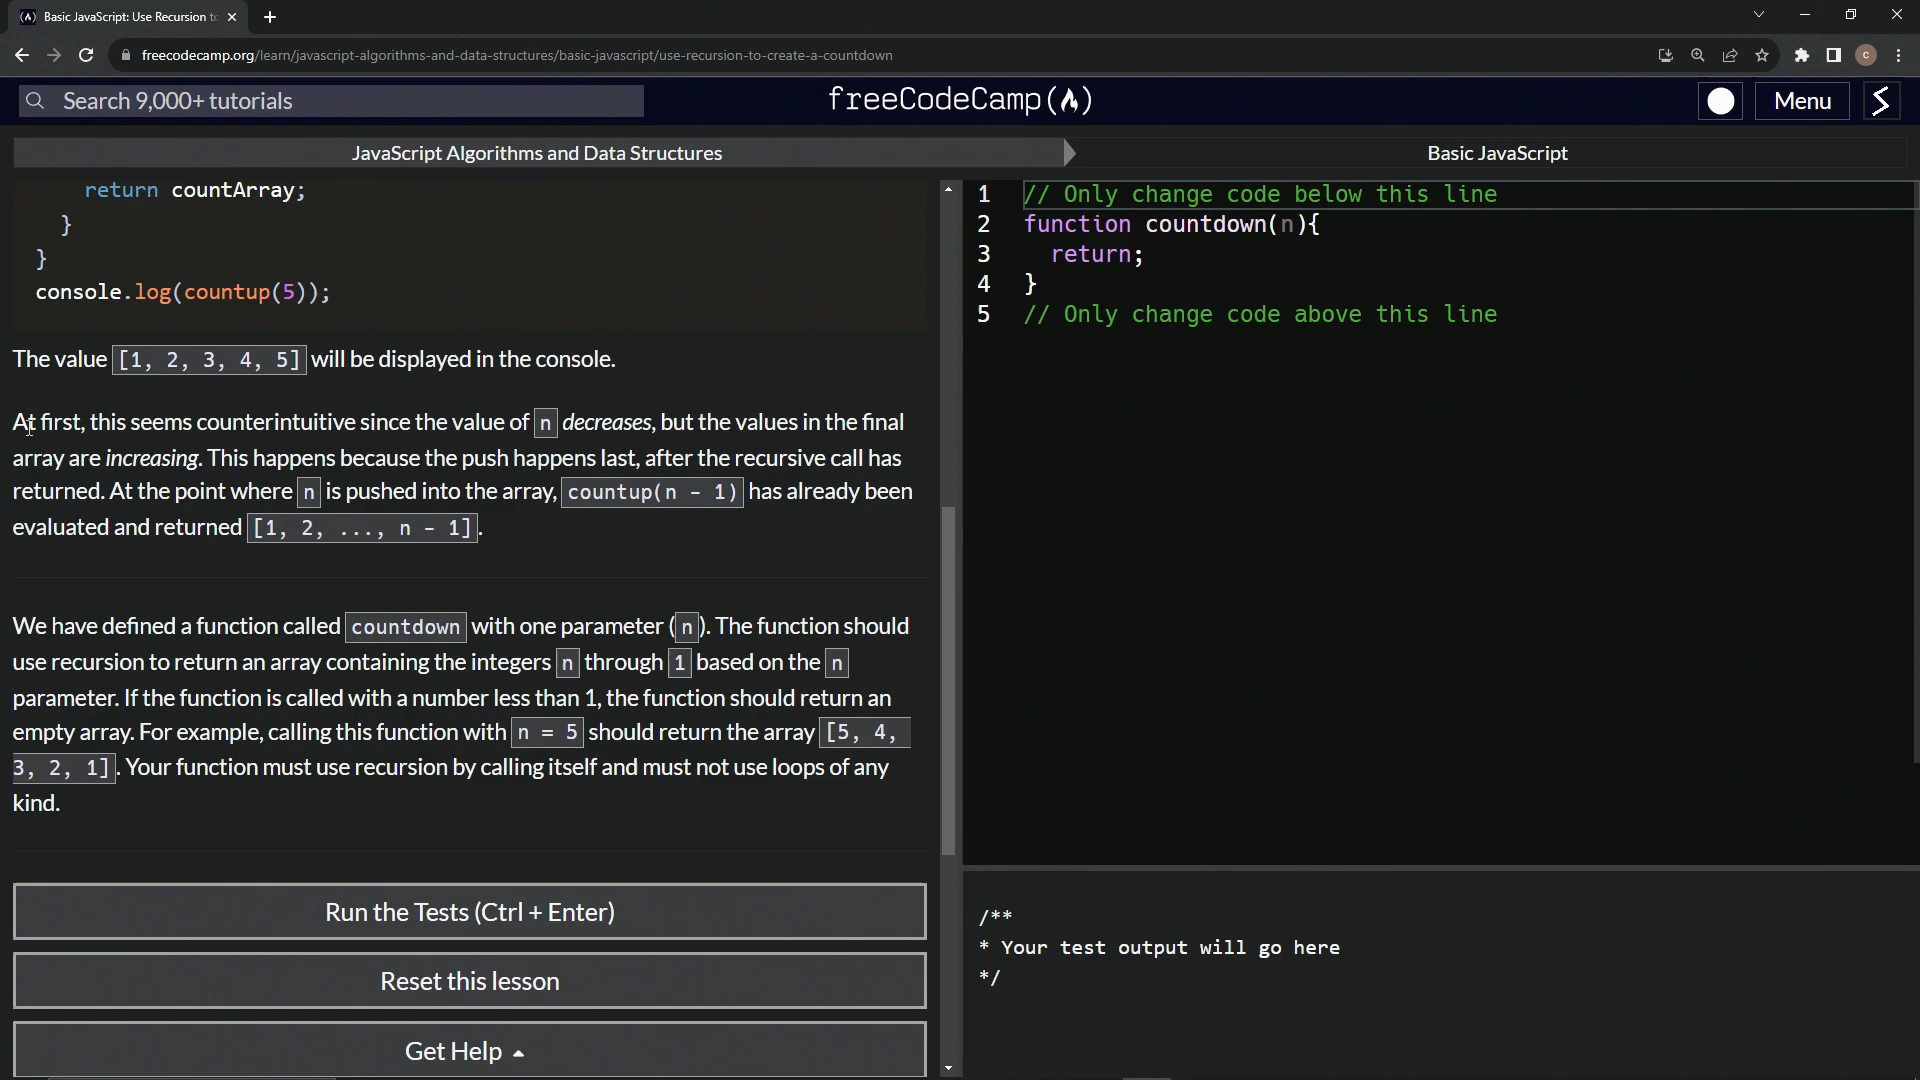 Basic JavaScript: Use Recursion to
freecodecamp.org/learn/javascript-algorithms-and-data-structures/basic-javascript/use-recursion-to-create-a-countdown
C
Search 9,000+ tutorials
freeCodeCamp
Menu
JavaScript Algorithms and Data Structures
Basic JavaScript
return countArray;
}
}
console.log(countup(5));
The value [1, 2, 3, 4, 5] will be displayed in the console.
At first, this seems counterintuitive since the value of n decreases, but the values in the final
array are increasing. This happens because the push happens last, after the recursive call has
returned. At the point where n is pushed into the array, countup(n - 1) has already been
evaluated and returned [1, 2, ..., n - 1].
We have defined a function called countdown with one parameter (n). The function should
use recursion to return an array containing the integers n through 1 based on the n
parameter. If the function is called with a number less than 1, the function should return an
empty array. For example, calling this function with n = 5 should return the array [5, 4,
3, 2, 1]. Your function must use recursion by calling itself and must not use loops of any
kind.
Run the Tests (Ctrl + Enter)
Reset this lesson
Get Help
1 // Only change code below this line
2 function countdown(n){
3 return;
4 }
5 // Only change code above this line
/**
* Your test output will go here
*/